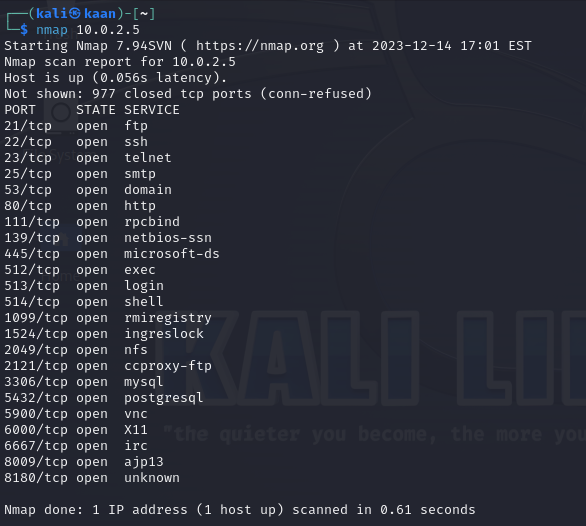 ┌──(kali㉿kaan)-[~]
└─$ nmap 10.0.2.5
Starting Nmap 7.94SVN ( https://nmap.org ) at 2023-12-14 17:01 EST
Nmap scan report for 10.0.2.5
Host is up (0.056s latency).
Not shown: 977 closed tcp ports (conn-refused)
PORT     STATE SERVICE
21/tcp   open  ftp
22/tcp   open  ssh
23/tcp   open  telnet
25/tcp   open  smtp
53/tcp   open  domain
80/tcp   open  http
111/tcp  open  rpcbind
139/tcp  open  netbios-ssn
445/tcp  open  microsoft-ds
512/tcp  open  exec
513/tcp  open  login
514/tcp  open  shell
1099/tcp open  rmiregistry
1524/tcp open  ingreslock
2049/tcp open  nfs
2121/tcp open  ccproxy-ftp
3306/tcp open  mysql
5432/tcp open  postgresql
5900/tcp open  vnc
6000/tcp open  X11
6667/tcp open  irc
8009/tcp open  ajp13
8180/tcp open  unknown
Nmap done: 1 IP address (1 host up) scanned in 0.61 seconds
KALI LI
"the quieter you become, the more you